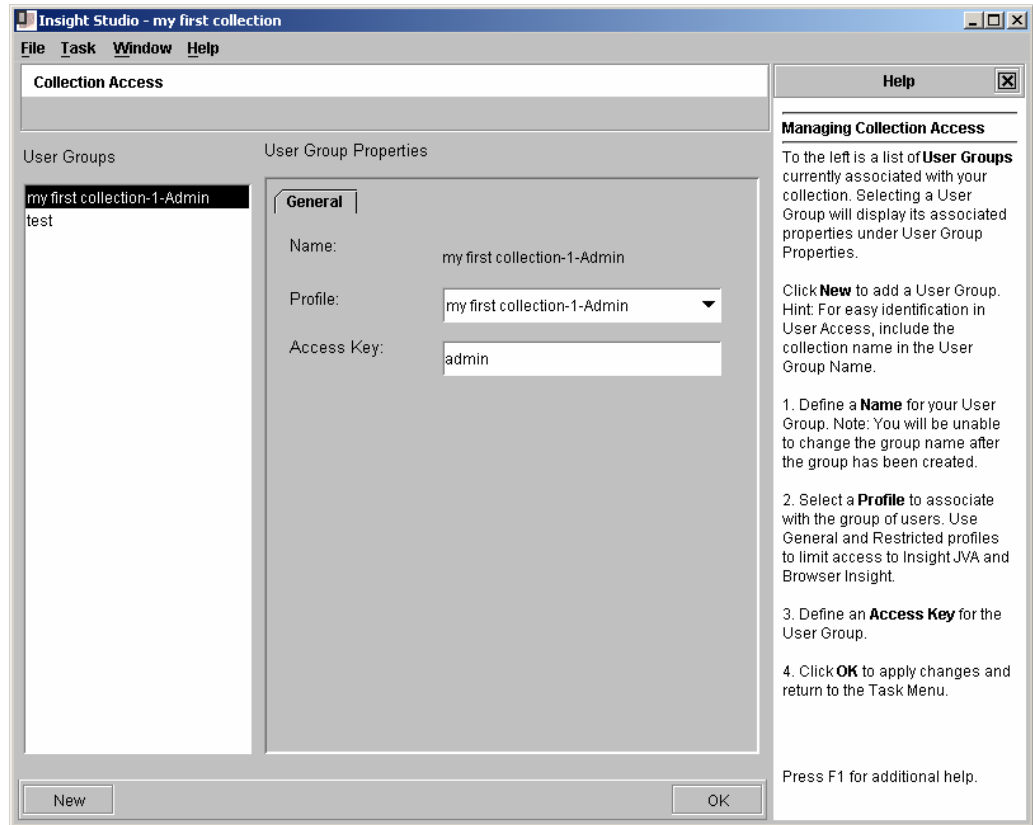 Insight Studio - my first collection
File Task Window Help
Collection Access
User Groups
my first collection-1-Admin
test
User Group Properties
General
Name:
my first collection-1-Admin
Profile:
my first collection-1-Admin
Access Key:
admin
New
OK
Help
Managing Collection Access
To the left is a list of User Groups
currently associated with your
collection. Selecting a User
Group will display its associated
properties under User Group
Properties.
Click New to add a User Group.
Hint: For easy identification in
User Access, include the
collection name in the User
Group Name.
1. Define a Name for your User
Group. Note: You will be unable
to change the group name after
the group has been created.
2. Select a Profile to associate
with the group of users. Use
General and Restricted profiles
to limit access to Insight JVA and
Browser Insight.
3. Define an Access Key for the
User Group.
4. Click OK to apply changes and
return to the Task Menu.
Press F1 for additional help.